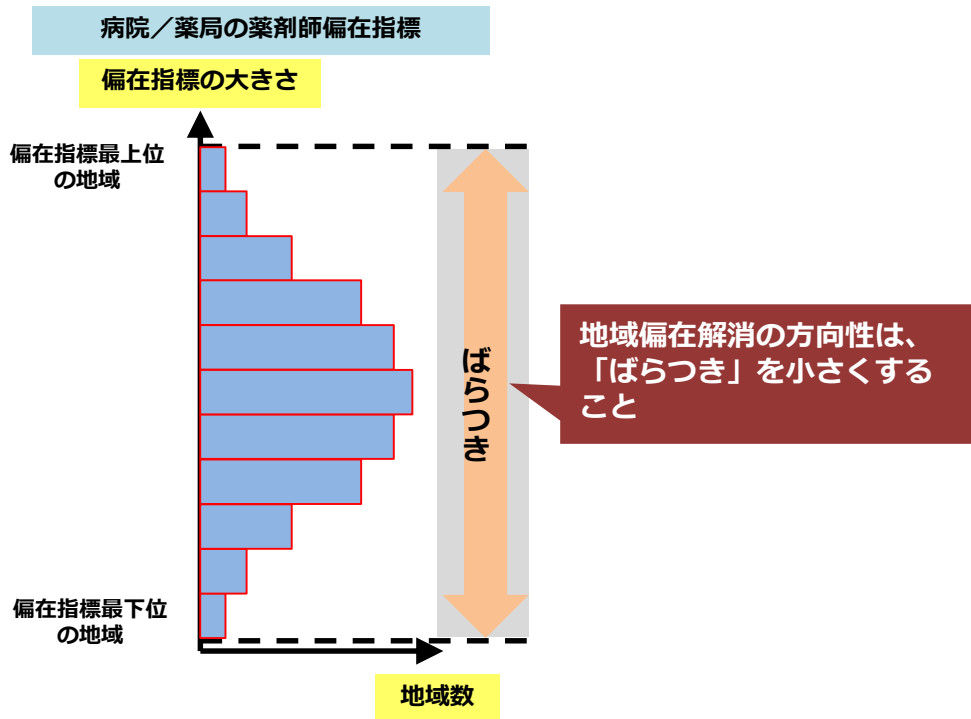 病院／薬局の薬剤師偏在指標
偏在指標の大きさ
偏在指標最上位
の地域
ばらつき
地域偏在解消の方向性は、
「ばらつき」を小さくする
こと
偏在指標最下位
の地域
地域数